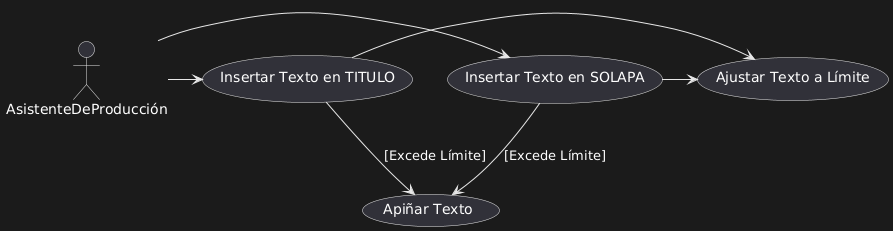 AsistenteDeProducción
Insertar Texto en TITULO
Insertar Texto en SOLAPA
Ajustar Texto a Límite
[Excede Límite]
[Excede Límite]
Apiñar Texto